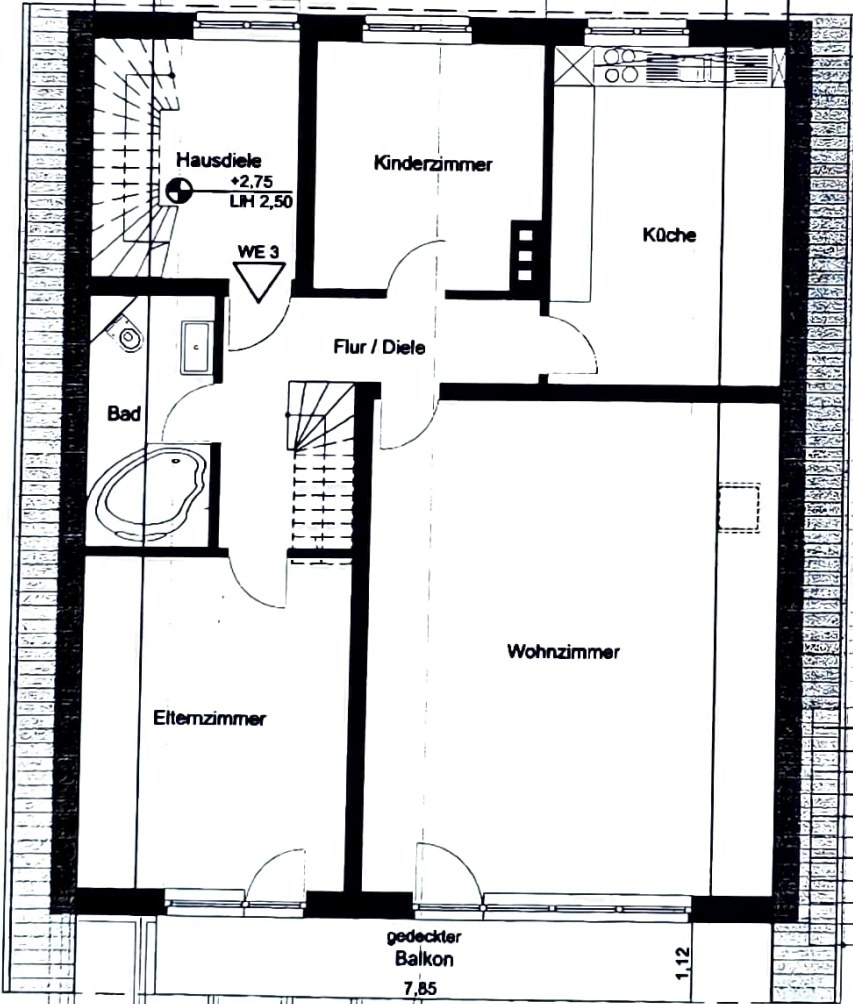 Hausdiele
+2,75
LIH 2,50
WE 3
Kinderzimmer
Küche
Flur / Diele
Bad
Wohnzimmer
Elternzimmer
gedeckter
Balkon
7,85
1,12